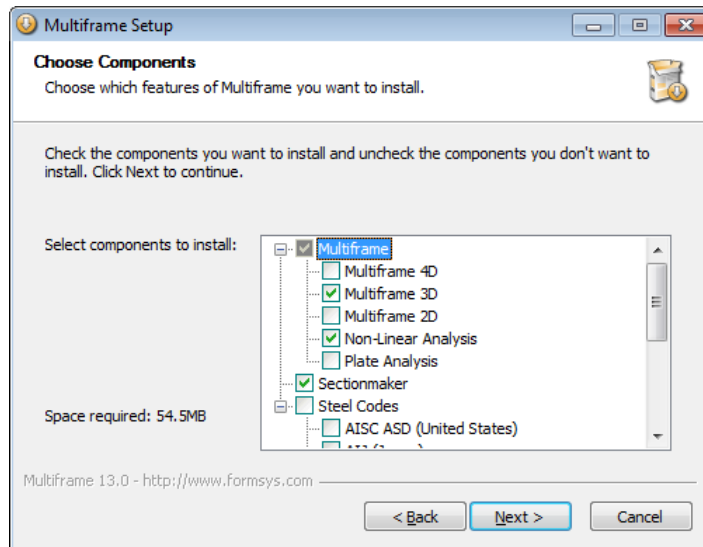 Multiframe Setup
Choose Components
Choose which features of Multiframe you want to install.
Check the components you want to install and uncheck the components you don't want to
install. Click Next to continue.
Select components to install:
Multiframe
Multiframe 4D
Multiframe 3D
Multiframe 2D
Non-Linear Analysis
Plate Analysis
Sectionmaker
Steel Codes
AISC ASD (United States)
Space required: 54.5MB
Multiframe 13.0 - http://www.formsys.com
< Back
Next >
Cancel